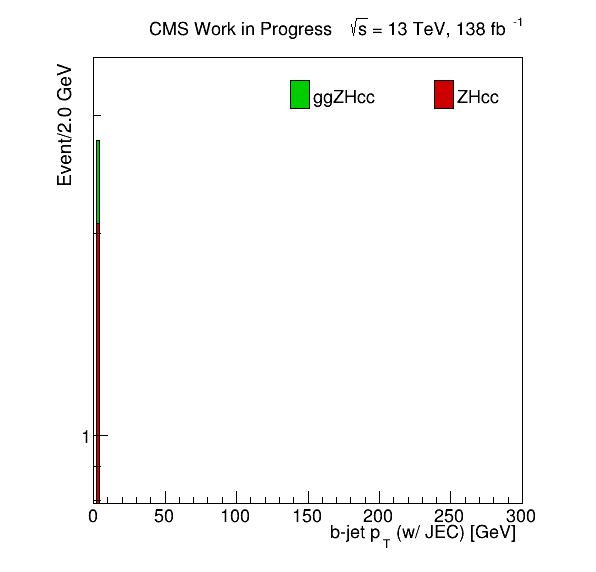 CMS Work in Progress √s = 13 TeV, 138 fb -1
Event/2.0 GeV
ggZHcc
ZHcc
1
0 50 100 150 200 250 300
b-jet p T (w/ JEC) [GeV]